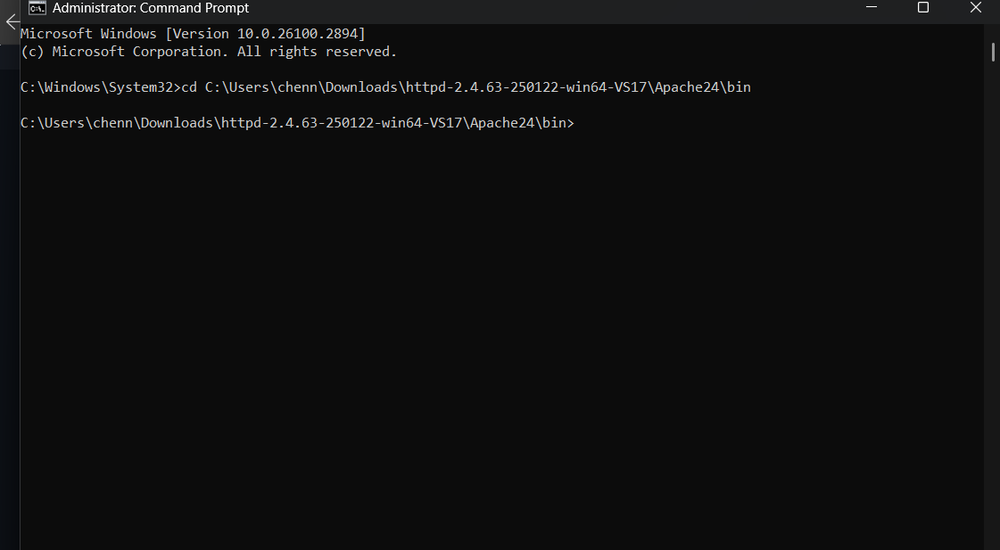 Administrator: Command Prompt
Microsoft Windows [Version 10.0.26100.2894]
(c) Microsoft Corporation. All rights reserved.
C:\Windows\System32>cd C:\Users\chenn\Downloads\httpd-2.4.63-250122-win64-VS17\Apache24\bin
C:\Users\chenn\Downloads\httpd-2.4.63-250122-win64-VS17\Apache24\bin>